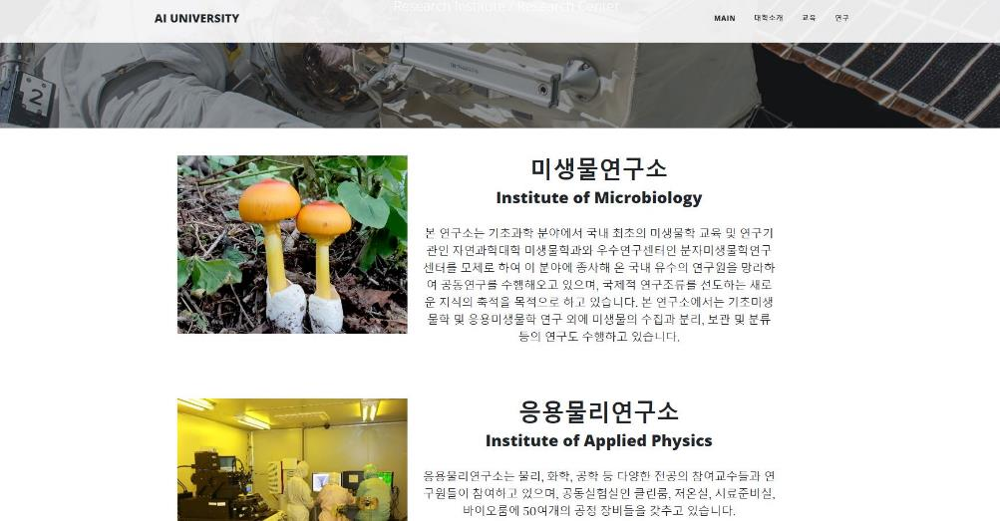 Research Institute / Research Center
AI UNIVERSITY
MAIN 대학소개 교육 연구
2
미생물연구소
Institute of Microbiology
본 연구소는 기초과학 분야에서 국내 최초의 미생물학 교육 및 연구기
관인 자연과학대학 미생물학과와 우수연구센터인 분자미생물학연구
센터를 모체로 하여 이 분야에 종사해 온 국내 유수의 연구원을 망라하
여 공동연구를 수행해오고 있으며, 국제적 연구조류를 선도하는 새로
운 지식의 축적을 목적으로 하고 있습니다. 본 연구소에서는 기초미생
물학 및 응용미생물학 연구 외에 미생물의 수집과 분리, 보관 및 분류
등의 연구도 수행하고 있습니다.
응용물리연구소
Institute of Applied Physics
응용물리연구소는 물리, 화학, 공학 등 다양한 전공의 참여교수들과 연
구원들이 참여하고 있으며, 공동실험실인 클린룸, 저온실, 시료준비실,
바이오룸에 50여개의 공정 장비들을 갖추고 있습니다.